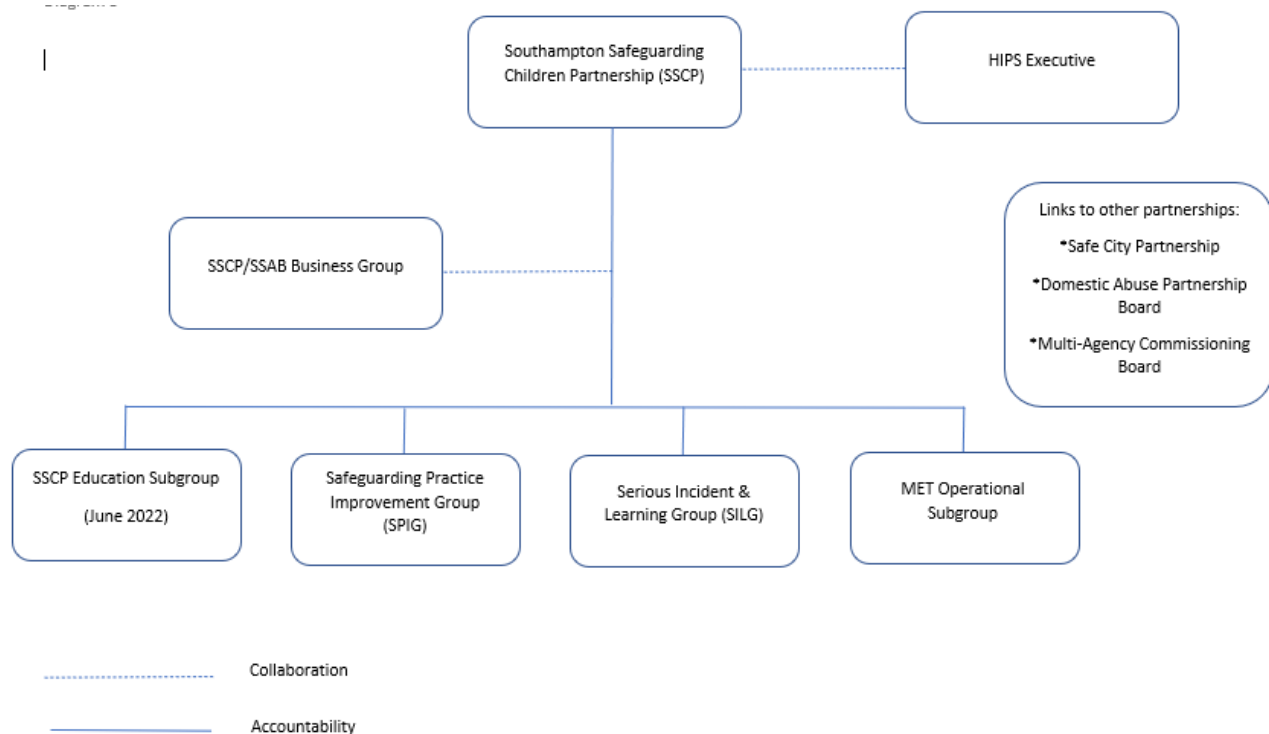 Southampton Safeguarding
Children Partnership (SSCP)
HIPS Executive
SSCP/SSAB Business Group
Links to other partnerships:
*Safe City Partnership
*Domestic Abuse Partnership
Board
*Multi-Agency Commissioning
Board
SSCP Education Subgroup
(June 2022)
Safeguarding Practice
Improvement Group
(SPIG)
Serious Incident &
Learning Group (SILG)
MET Operational
Subgroup
Collaboration
Accountability